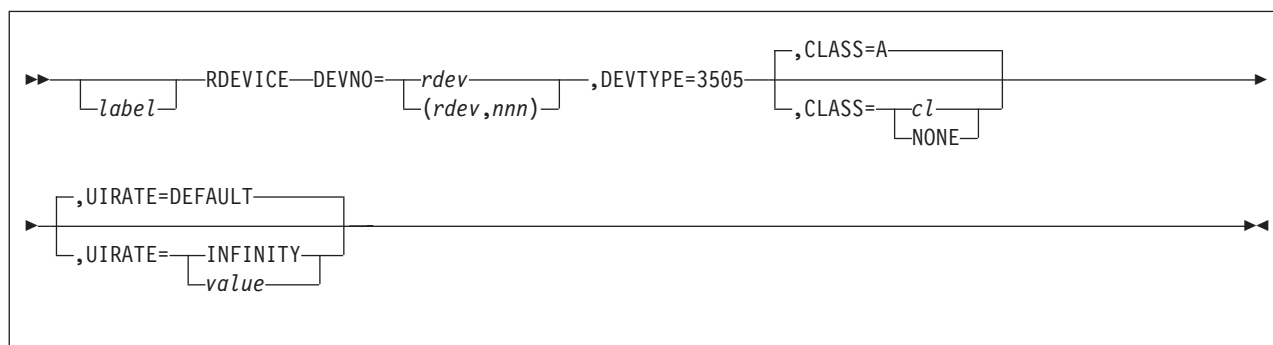 ,CLASS=A
RDEVICE DEVNO= rdev ,DEVTYPE=3505
label (rdev,nnn) ,CLASS= cl
NONE
,UIRATE=DEFAULT
,UIRATE= INFINITY
value